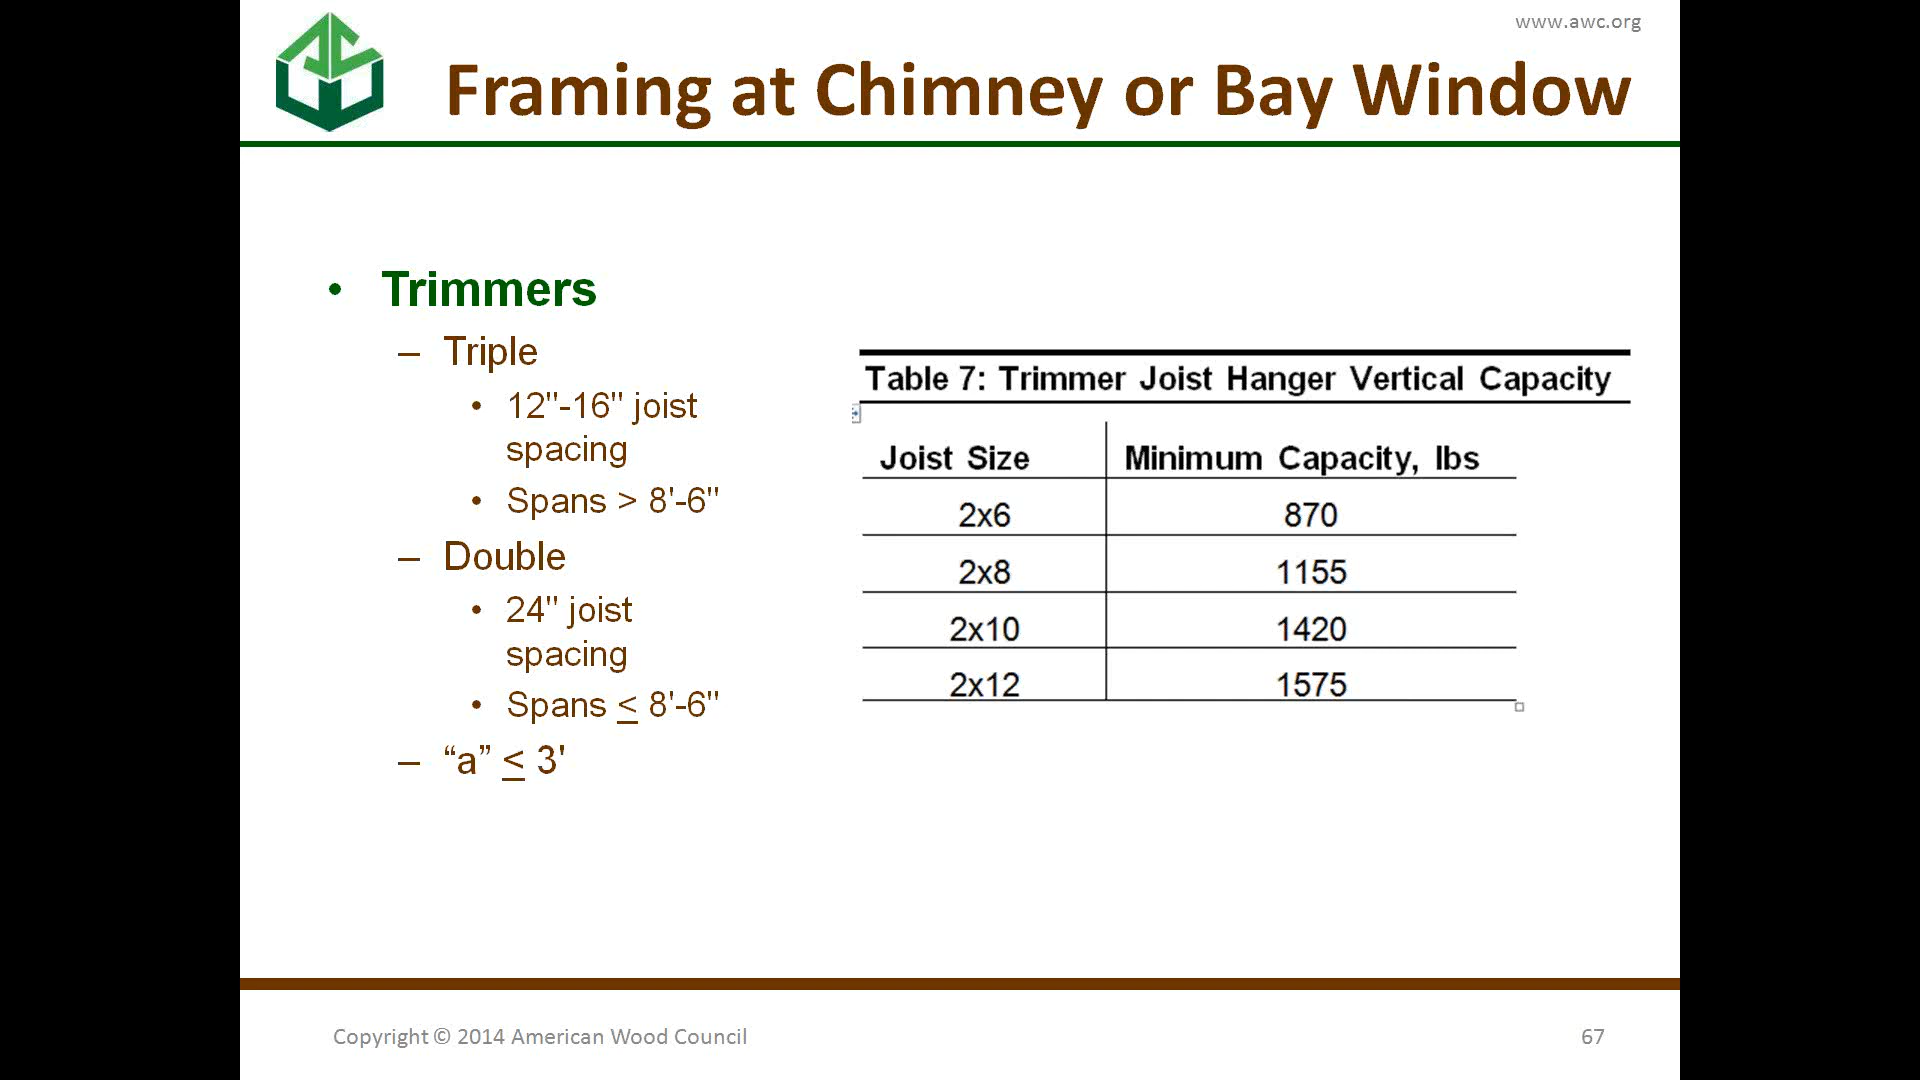 www.awc.org
Framing at Chimney or Bay Window
• Trimmers
– Triple
• 12"-16" joist
spacing
• Spans > 8'-6"
– Double
• 24" joist
spacing
• Spans ≤ 8'-6"
– “a” ≤ 3'
Table 7: Trimmer Joist Hanger Vertical Capacity
Joist Size Minimum Capacity, lbs
2x6 870
2x8 1155
2x10 1420
2x12 1575
Copyright © 2014 American Wood Council
67